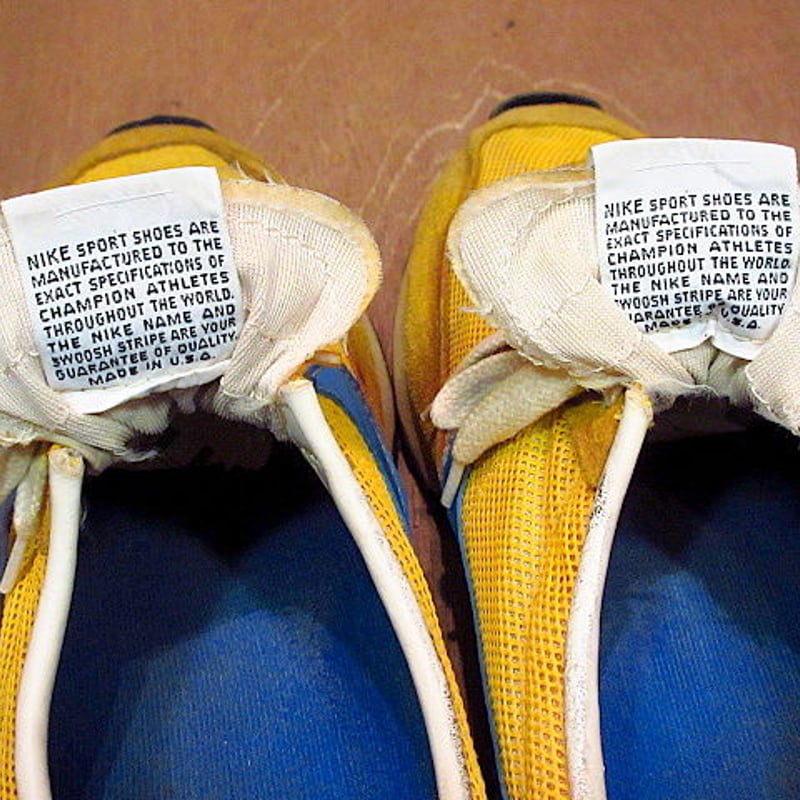 NIKE SPORT SHOES ARE
MANUFACTURED TO THE
EXACT SPECIFICATIONS OF
CHAMPION ATHLETES
THROUGHOUT THE WORLD.
THE NIKE NAME AND
SWOOSH STRIPE ARE YOUR
GUARANTEE OF QUALITY.
MADE IN U.S.A.
NIKE SPORT SHOES ARE
MANUFACTURED TO THE
EXACT SPECIFICATIONS OF
CHAMPION ATHLETES
THROUGHOUT THE WORLD.
THE NIKE NAME AND
SWOOSH STRIPE ARE YOUR
GUARANTEE OF QUALITY
MADE IN U.S.A.